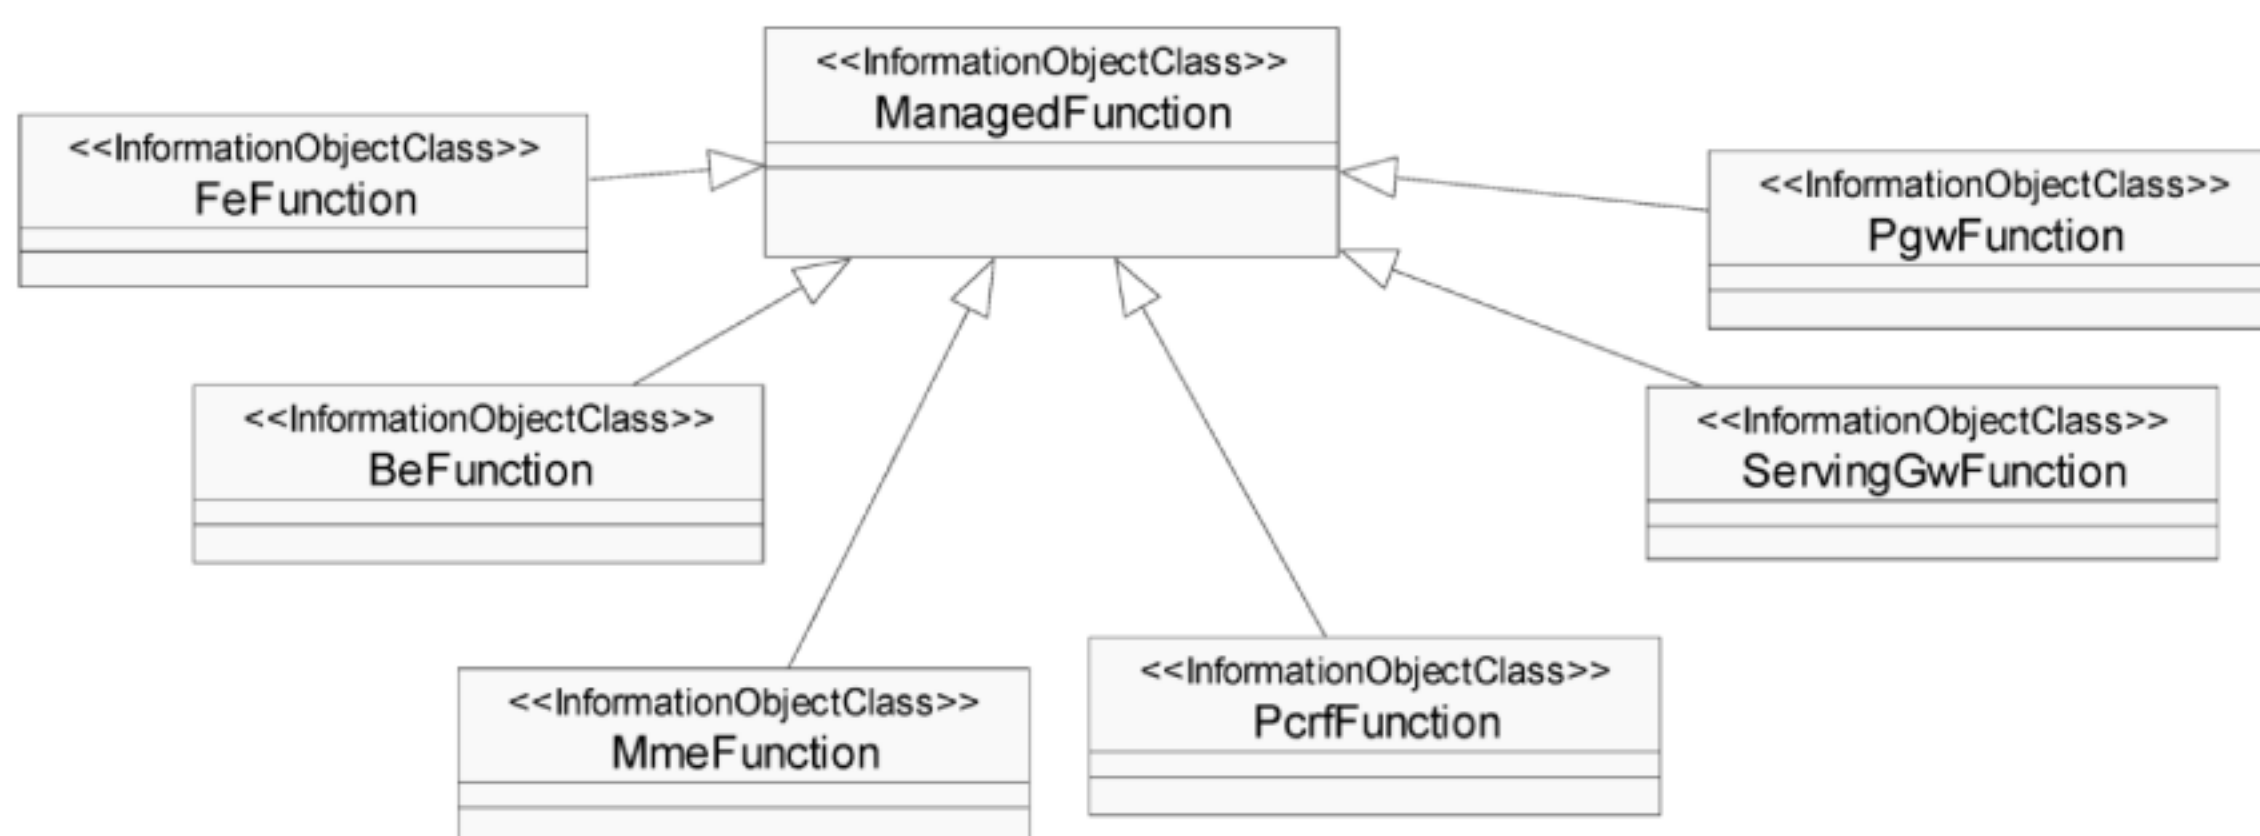 <<InformationObjectClass>>
ManagedFunction
<<InformationObjectClass>>
FeFunction
<<InformationObjectClass>>
PgwFunction
<<InformationObjectClass>>
BeFunction
<<InformationObjectClass>>
ServingGwFunction
<<InformationObjectClass>>
MmeFunction
<<InformationObjectClass>>
PcrfFunction